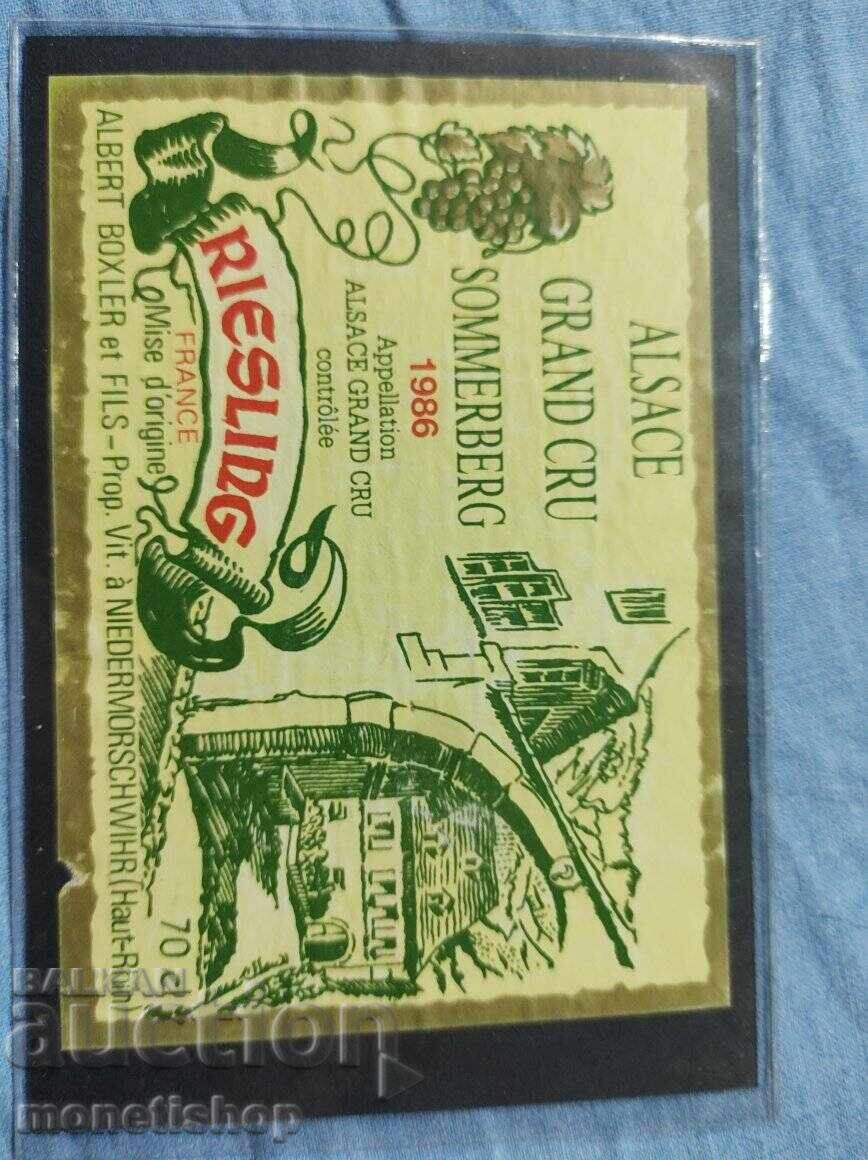 ALSACE
GRAND CRU
SOMMERBERG
1986
Appellation
ALSACE GRAND CRU
contrôlée
RIESLING
FRANCE
Mise d'origine
70 cl
ALBERT BOXLER et FILS - Prop. Vit. à NIEDERMORSCHWIHR (Haut-Rhin)
BALKAN
auction
monetishop